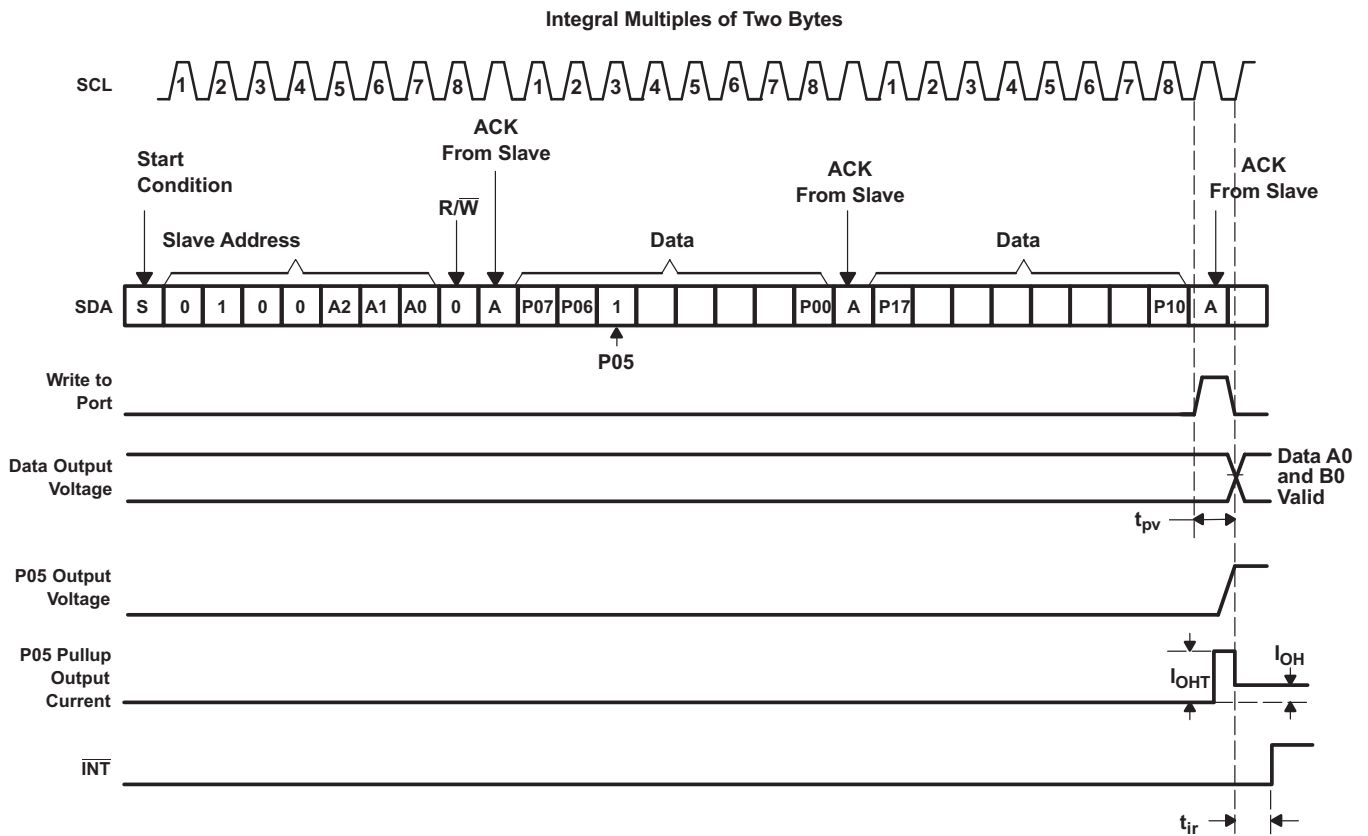 Integral Multiples of Two Bytes
SCL
1 2 3 4 5 6 7 8 1 2 3 4 5 6 7 8 1 2 3 4 5 6 7 8
Start
Condition
ACK
From Slave
R/W̅
ACK
From Slave
ACK
From Slave
Slave Address
Data
Data
SDA
S 0 1 0 0 A2 A1 A0 0 A P07 P06 1 P00 A P17 P10 A
P05
Write to
Port
Data Output
Voltage
Data A0
and B0
Valid
tpv
P05 Output
Voltage
P05 Pullup
Output
Current
IOHT
IOH
I̅N̅T̅
tir